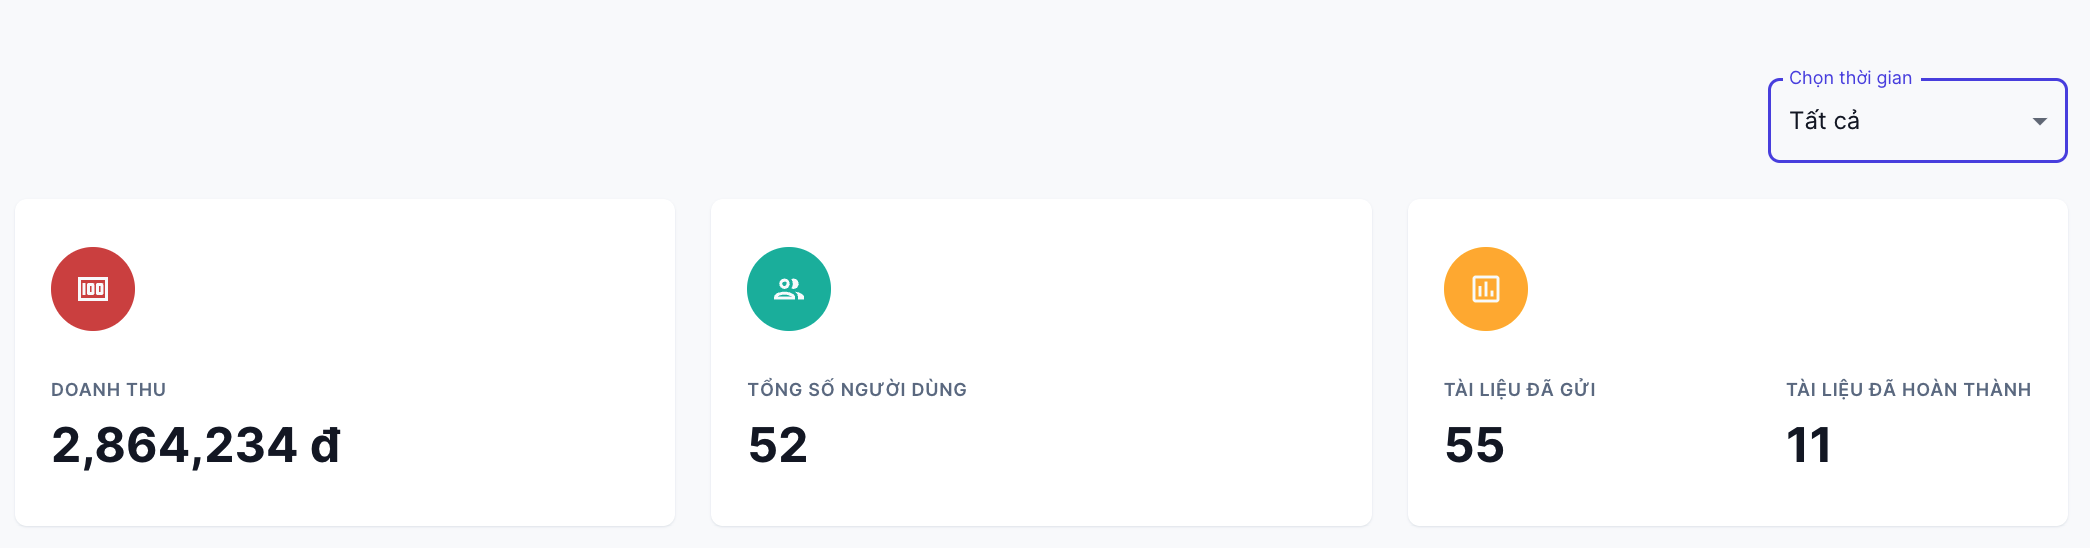 Chọn thời gian
Tất cả
100
DOANH THU
2,864,234 đ
TỔNG SỐ NGƯỜI DÙNG
52
TÀI LIỆU ĐÃ GỬI
55
TÀI LIỆU ĐÃ HOÀN THÀNH
11